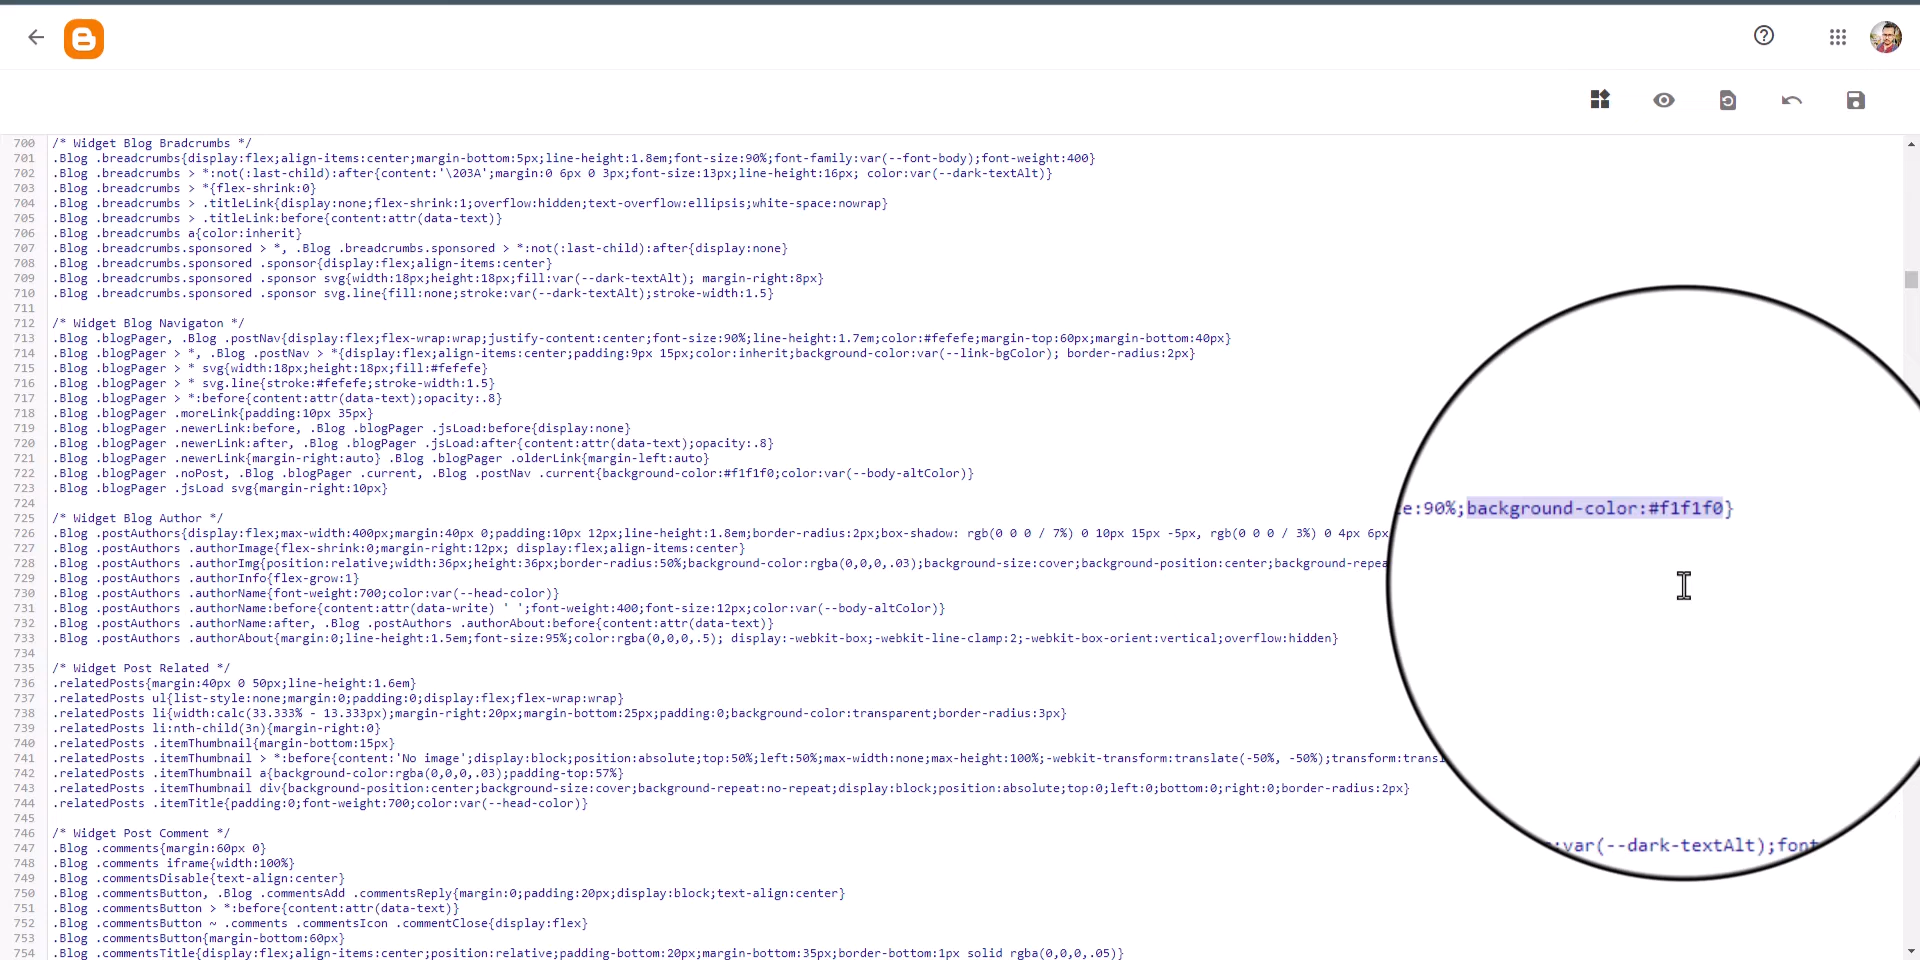 700 /* Widget Blog Bradcrumbs */
701 .Blog .breadcrumbs{display:flex;align-items:center;margin-bottom:5px;line-height:1.8em;font-size:90%;font-family:var(--font-body);font-weight:400}
702 .Blog .breadcrumbs > *:not(:last-child):after{content:'\203A';margin:0 6px 0 3px;font-size:13px;line-height:16px; color:var(--dark-textAlt)}
703 .Blog .breadcrumbs > *{flex-shrink:0}
704 .Blog .breadcrumbs > .titleLink{display:none;flex-shrink:1;overflow:hidden;text-overflow:ellipsis;white-space:nowrap}
705 .Blog .breadcrumbs > .titleLink:before{content:attr(data-text)}
706 .Blog .breadcrumbs a{color:inherit}
707 .Blog .breadcrumbs.sponsored > *, .Blog .breadcrumbs.sponsored > *:not(:last-child):after{display:none}
708 .Blog .breadcrumbs.sponsored .sponsor{display:flex;align-items:center}
709 .Blog .breadcrumbs.sponsored .sponsor svg{width:18px;height:18px;fill:var(--dark-textAlt); margin-right:8px}
710 .Blog .breadcrumbs.sponsored .sponsor svg.line{fill:none;stroke:var(--dark-textAlt);stroke-width:1.5}
711
712 /* Widget Blog Navigaton */
713 .Blog .blogPager, .Blog .postNav{display:flex;flex-wrap:wrap;justify-content:center;font-size:90%;line-height:1.7em;color:#fefefe;margin-top:60px;margin-bottom:40px}
714 .Blog .blogPager > *, .Blog .postNav > *{display:flex;align-items:center;padding:9px 15px;color:inherit;background-color:var(--link-bgColor); border-radius:2px}
715 .Blog .blogPager > * svg{width:18px;height:18px;fill:#fefefe}
716 .Blog .blogPager > * svg.line{stroke:#fefefe;stroke-width:1.5}
717 .Blog .blogPager > *:before{content:attr(data-text);opacity:.8}
718 .Blog .blogPager .moreLink{padding:10px 35px}
719 .Blog .blogPager .newerLink:before, .Blog .blogPager .jsLoad:before{display:none}
720 .Blog .blogPager .newerLink:after, .Blog .blogPager .jsLoad:after{content:attr(data-text);opacity:.8}
721 .Blog .blogPager .newerLink{margin-right:auto} .Blog .blogPager .olderLink{margin-left:auto}
722 .Blog .blogPager .noPost, .Blog .blogPager .current, .Blog .postNav .current{background-color:#f1f1f0;color:var(--body-altColor)}
723 .Blog .blogPager .jsLoad svg{margin-right:10px}
724
e:90%;background-color:#f1f1f0}
725 /* Widget Blog Author */
726 .Blog .postAuthors{display:flex;max-width:400px;margin:40px 0;padding:10px 12px;line-height:1.8em;border-radius:2px;box-shadow: rgb(0 0 0 / 7%) 0 10px 15px -5px, rgb(0 0 0 / 3%) 0 4px 6px
727 .Blog .postAuthors .authorImage{flex-shrink:0;margin-right:12px; display:flex;align-items:center}
728 .Blog .postAuthors .authorImg{position:relative;width:36px;height:36px;border-radius:50%;background-color:rgba(0,0,0,.03);background-size:cover;background-position:center;background-repea
729 .Blog .postAuthors .authorInfo{flex-grow:1}
730 .Blog .postAuthors .authorName{font-weight:700;color:var(--head-color)}
731 .Blog .postAuthors .authorName:before{content:attr(data-write) ' ';font-weight:400;font-size:12px;color:var(--body-altColor)}
732 .Blog .postAuthors .authorName:after, .Blog .postAuthors .authorAbout:before{content:attr(data-text)}
733 .Blog .postAuthors .authorAbout{margin:0;line-height:1.5em;font-size:95%;color:rgba(0,0,0,.5); display:-webkit-box;-webkit-line-clamp:2;-webkit-box-orient:vertical;overflow:hidden}
734
735 /* Widget Post Related */
736 .relatedPosts{margin:40px 0 50px;line-height:1.6em}
737 .relatedPosts ul{list-style:none;margin:0;padding:0;display:flex;flex-wrap:wrap}
738 .relatedPosts li{width:calc(33.333% - 13.333px);margin-right:20px;margin-bottom:25px;padding:0;background-color:transparent;border-radius:3px}
739 .relatedPosts li:nth-child(3n){margin-right:0}
740 .relatedPosts .itemThumbnail{margin-bottom:15px}
741 .relatedPosts .itemThumbnail > *:before{content:'No image';display:block;position:absolute;top:50%;left:50%;max-width:none;max-height:100%;-webkit-transform:translate(-50%, -50%);transform:transl
742 .relatedPosts .itemThumbnail a{background-color:rgba(0,0,0,.03);padding-top:57%}
743 .relatedPosts .itemThumbnail div{background-position:center;background-size:cover;background-repeat:no-repeat;display:block;position:absolute;top:0;left:0;bottom:0;right:0;border-radius:2px}
744 .relatedPosts .itemTitle{padding:0;font-weight:700;color:var(--head-color)}
745
746 /* Widget Post Comment */
:var(--dark-textAlt);font
747 .Blog .comments{margin:60px 0}
748 .Blog .comments iframe{width:100%}
749 .Blog .commentsDisable{text-align:center}
750 .Blog .commentsButton, .Blog .commentsAdd .commentsReply{margin:0;padding:20px;display:block;text-align:center}
751 .Blog .commentsButton > *:before{content:attr(data-text)}
752 .Blog .commentsButton ~ .comments .commentsIcon .commentClose{display:flex}
753 .Blog .commentsButton{margin-bottom:60px}
754 .Blog .commentsTitle{display:flex;align-items:center;position:relative;padding-bottom:20px;margin-bottom:35px;border-bottom:1px solid rgba(0,0,0,.05)}